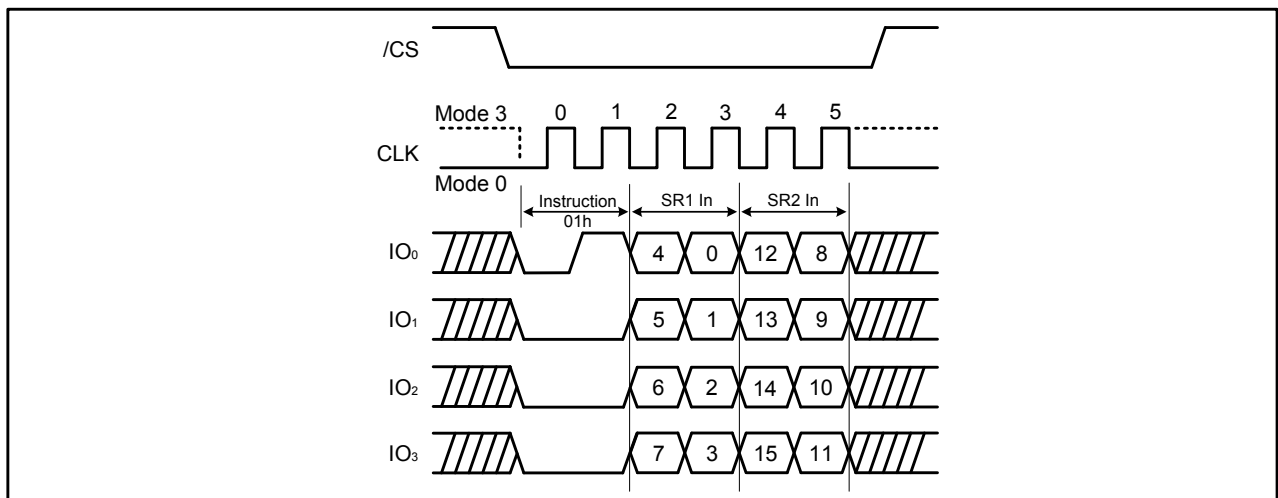 /CS
Mode 3 0 1 2 3 4 5
CLK
Mode 0
Instruction SR1 In SR2 In
01h
IO₀ 4 0 12 8
IO₁ 5 1 13 9
IO₂ 6 2 14 10
IO₃ 7 3 15 11